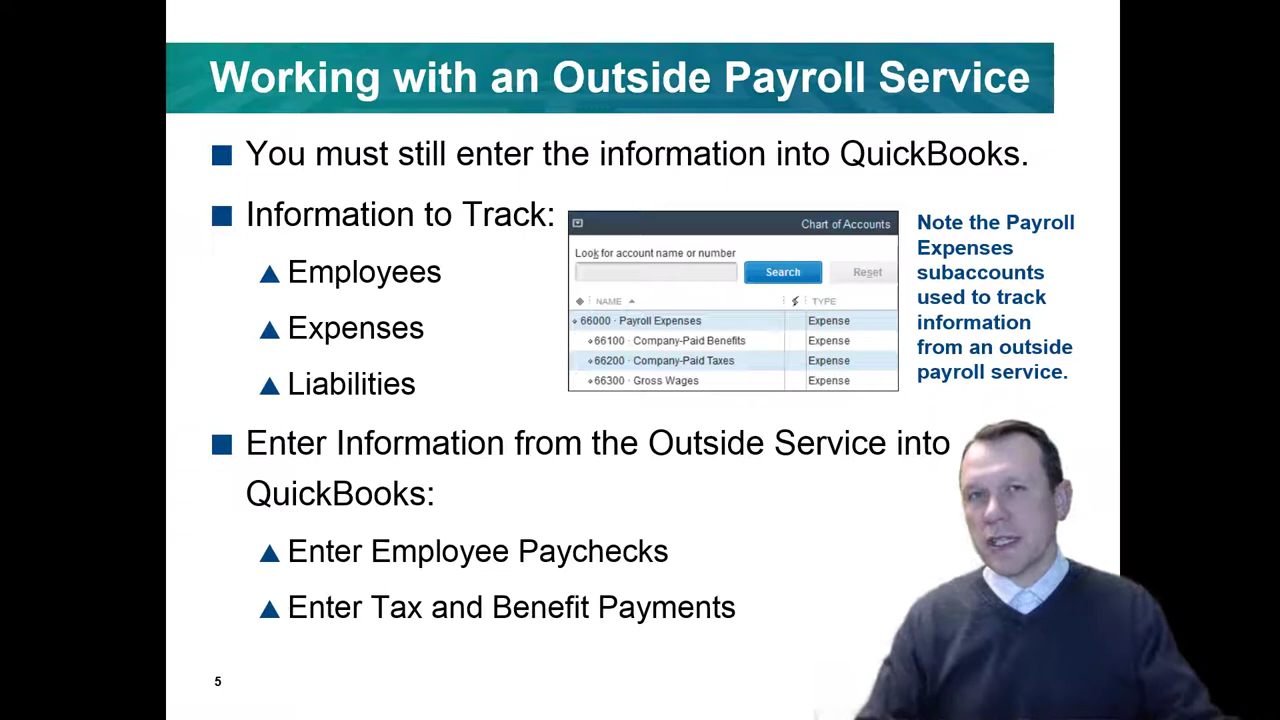 Working with an Outside Payroll Service
You must still enter the information into QuickBooks.
Information to Track:
Employees
Expenses
Liabilities
Chart of Accounts
Look for account name or number
Search
Reset
NAME
TYPE
66000 · Payroll Expenses Expense
66100 · Company-Paid Benefits Expense
66200 · Company-Paid Taxes Expense
66300 · Gross Wages Expense
Note the Payroll
Expenses
subaccounts
used to track
information
from an outside
payroll service.
Enter Information from the Outside Service into
QuickBooks:
Enter Employee Paychecks
Enter Tax and Benefit Payments
5